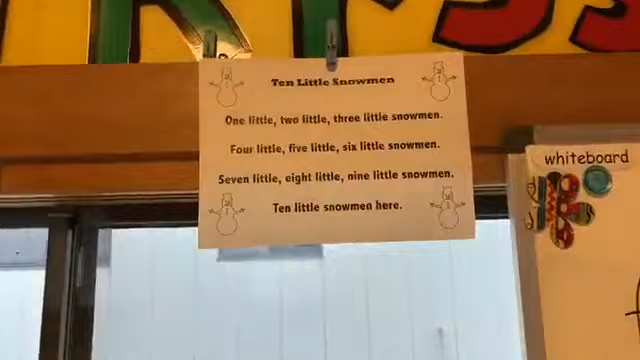 Ten Little Snowmen
One little, two little, three little snowmen.
Four little, five little, six little snowmen.
Seven little, eight little, nine little snowmen.
Ten little snowmen here.
whiteboard